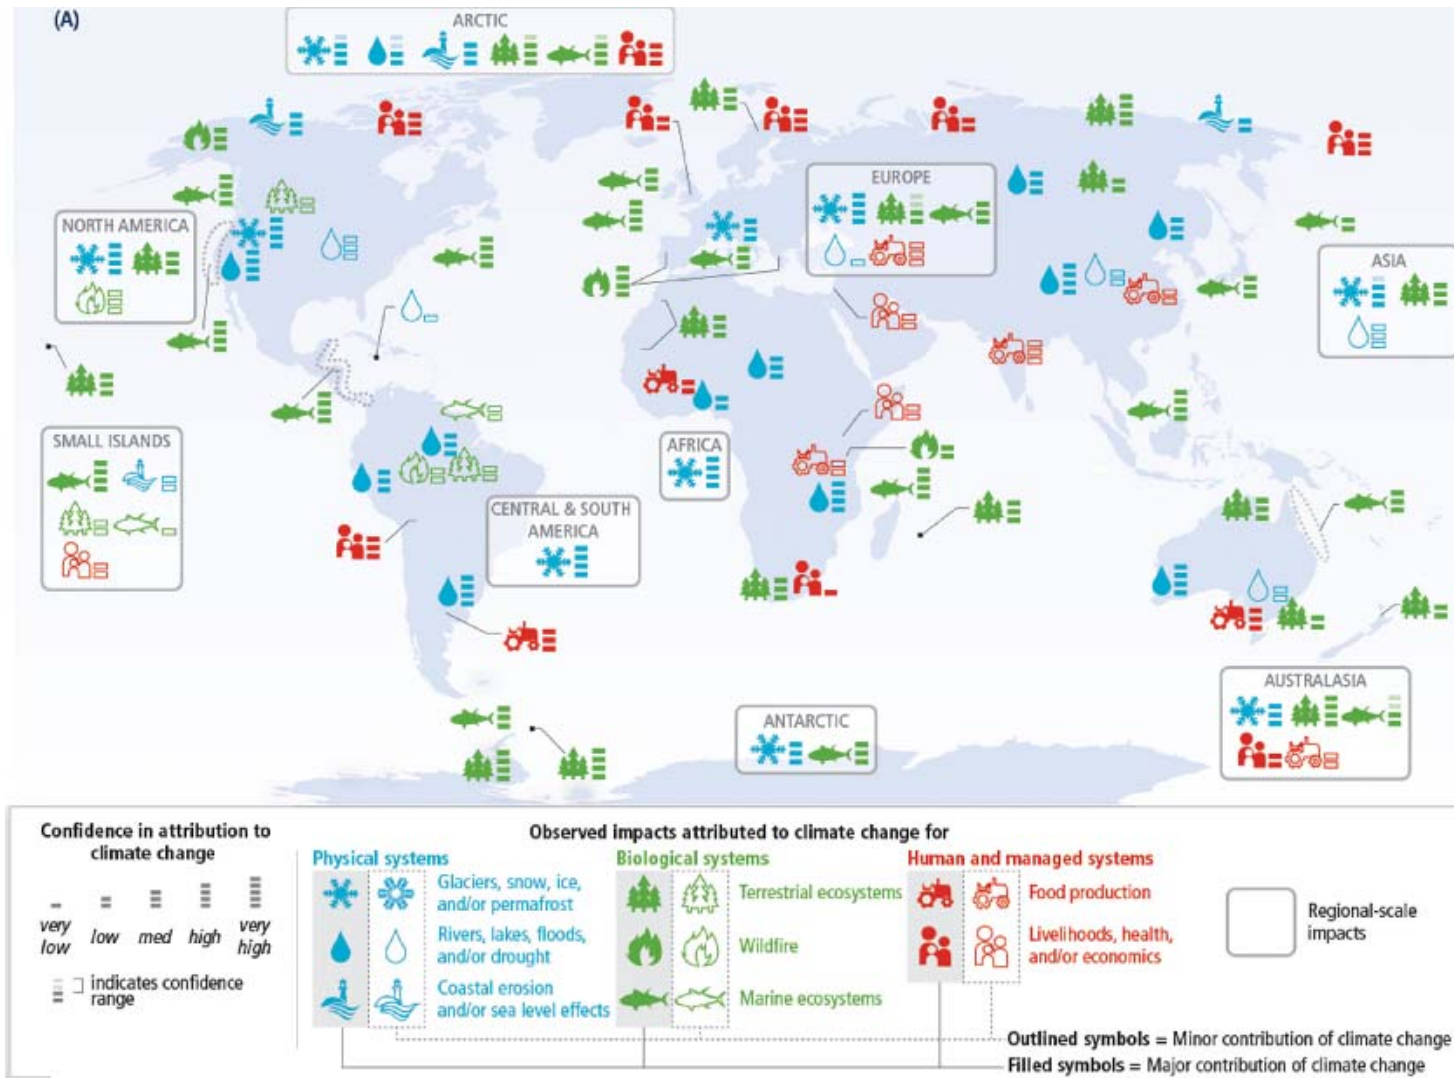 (A)
ARCTIC
EUROPE
NORTH AMERICA
ASIA
SMALL ISLANDS
AFRICA
CENTRAL & SOUTH
AMERICA
AUSTRALASIA
ANTARCTIC
Confidence in attribution to
climate change
very
low
low
med
high
very
high
indicates confidence
range
Observed impacts attributed to climate change for
Physical systems
Glaciers, snow, ice,
and/or permafrost
Rivers, lakes, floods,
and/or drought
Coastal erosion
and/or sea level effects
Biological systems
Terrestrial ecosystems
Wildfire
Marine ecosystems
Human and managed systems
Food production
Livelihoods, health,
and/or economics
Regional-scale
impacts
Outlined symbols = Minor contribution of climate change
Filled symbols = Major contribution of climate change